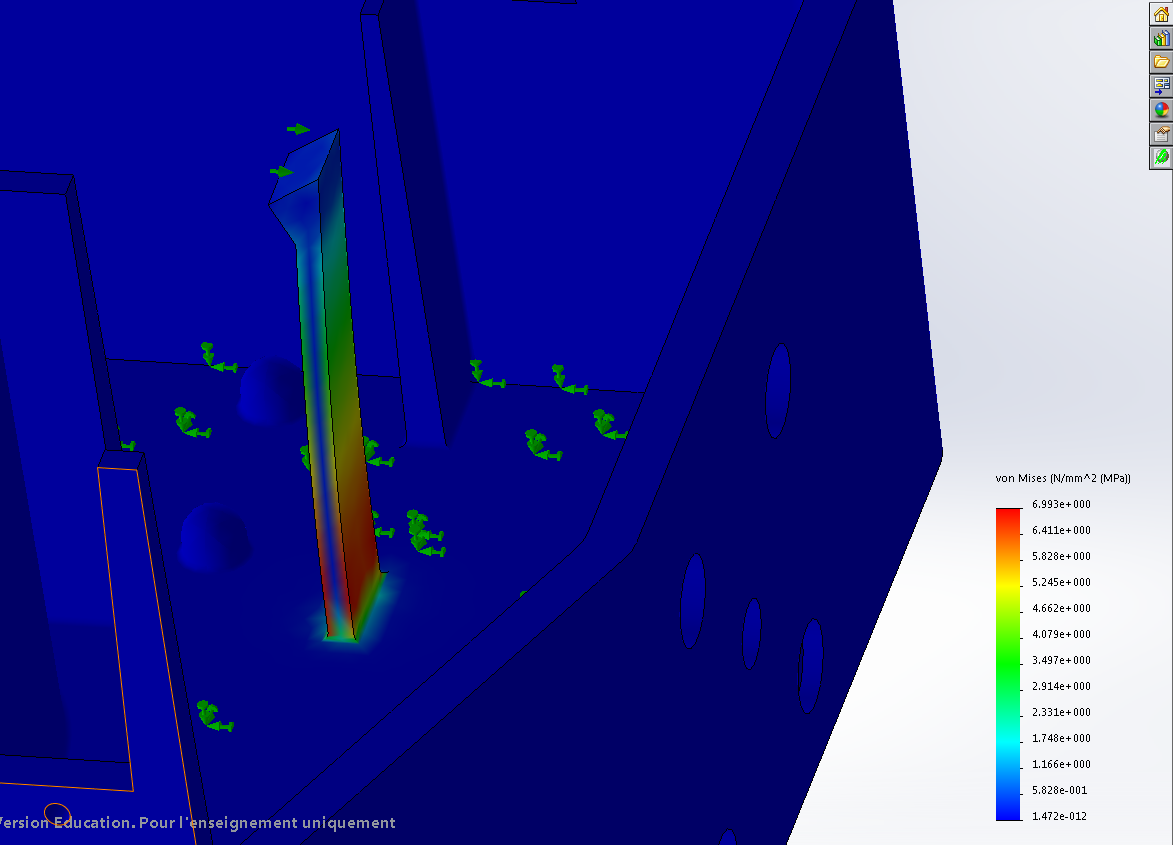 von Mises (N/mm^2 (MPa))
6.993e+000
6.411e+000
5.828e+000
5.245e+000
4.662e+000
4.079e+000
3.497e+000
2.914e+000
2.331e+000
1.748e+000
1.166e+000
5.828e-001
1.472e-012
Version Education. Pour l'enseignement uniquement